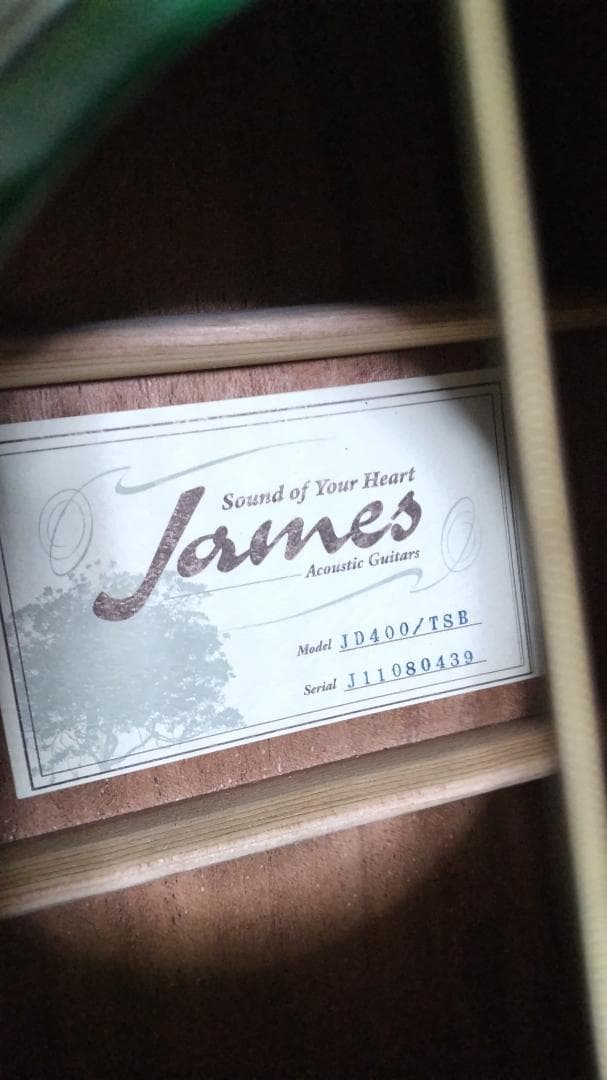 Sound of Your Heart
James
Acoustic Guitars
Model JD400/TSB
Serial J11080439